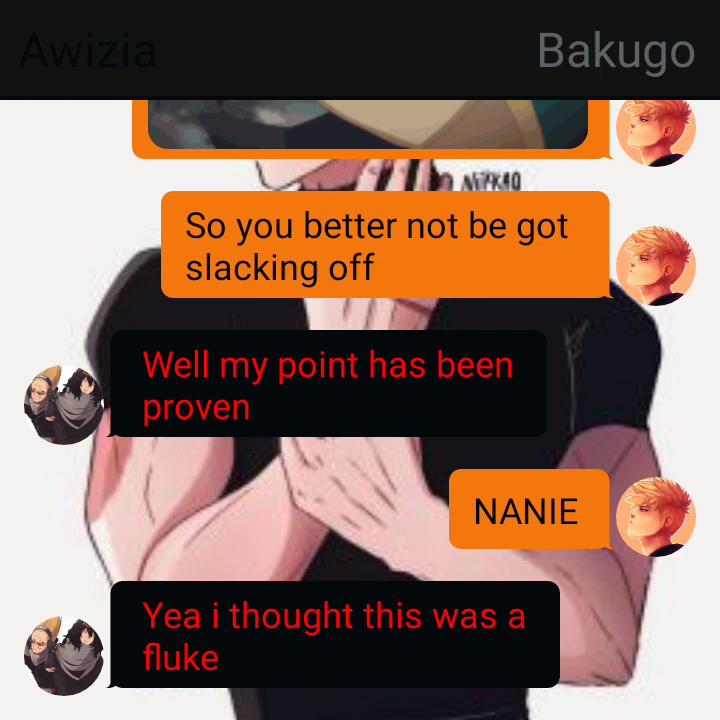 Awizia
Bakugo
So you better not be got
slacking off
Well my point has been
proven
NANIE
Yea i thought this was a
fluke